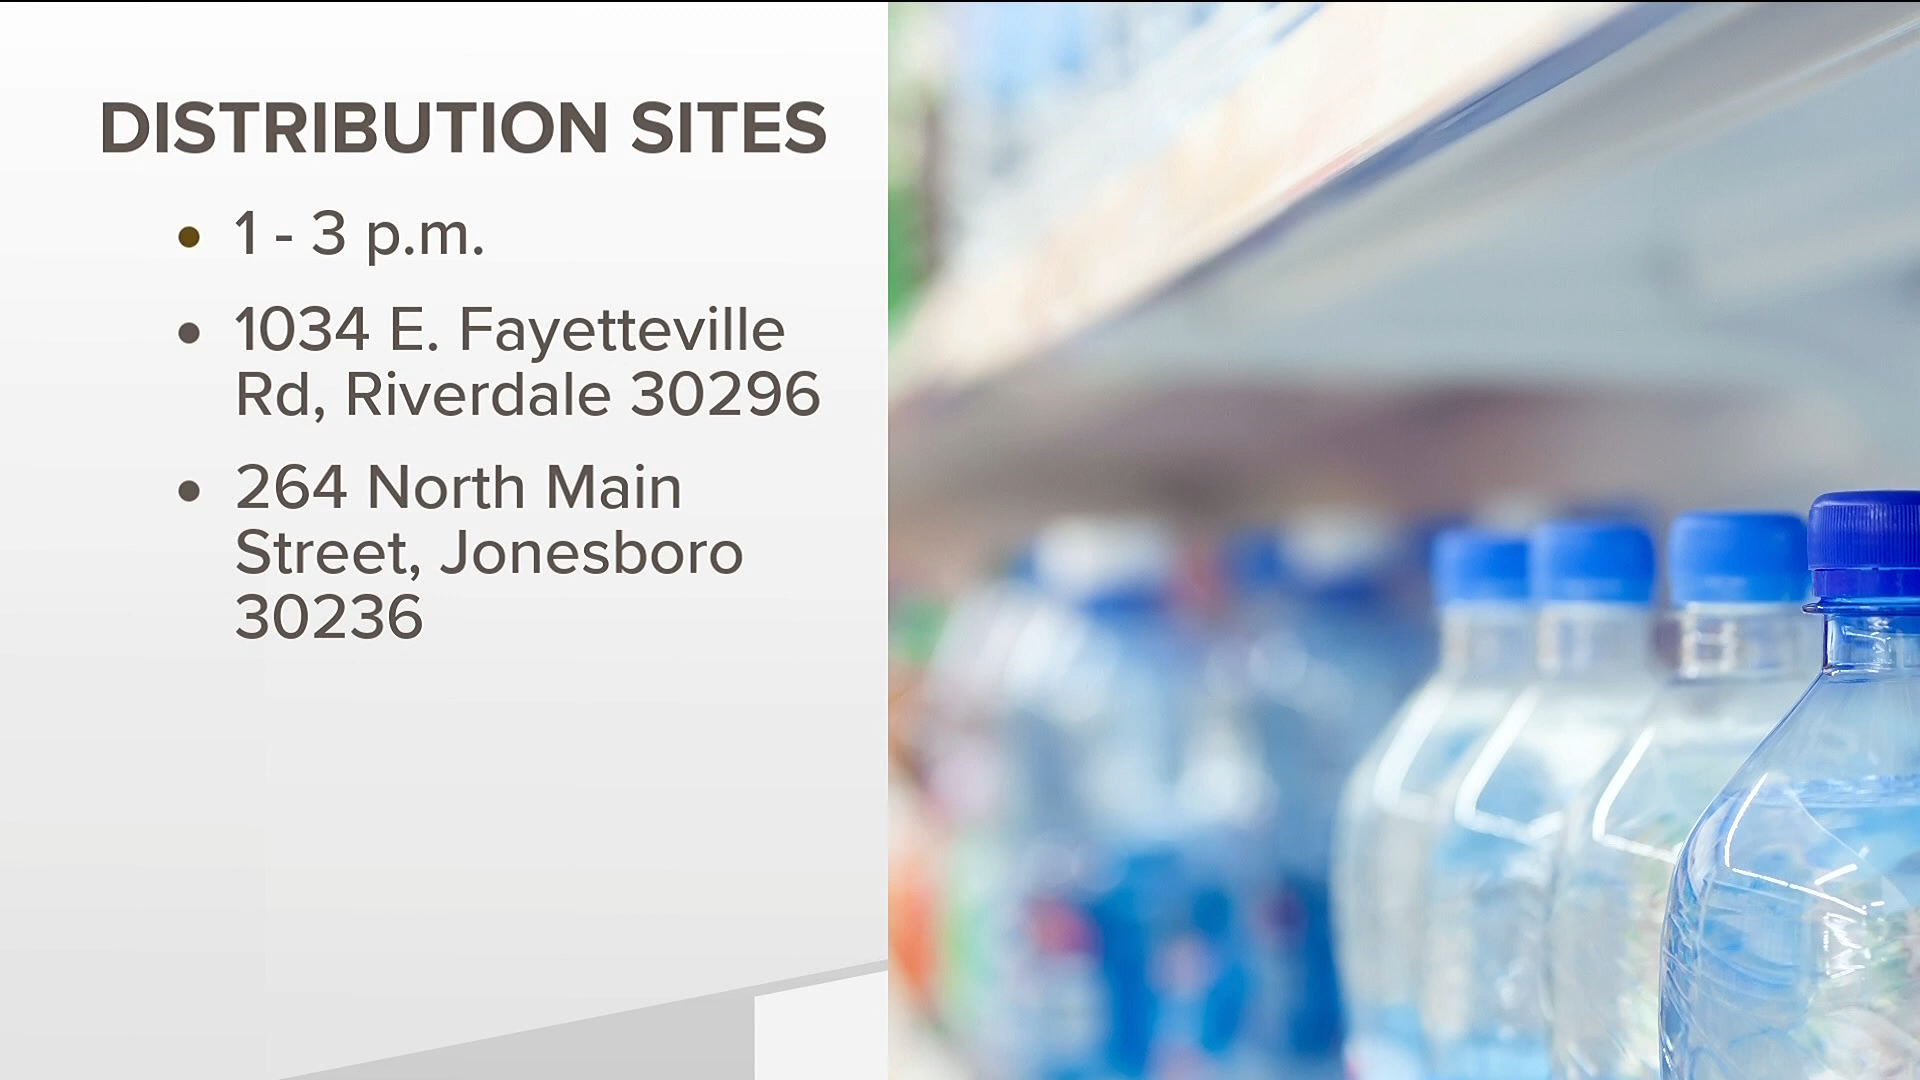 DISTRIBUTION SITES
• 1 - 3 p.m.
• 1034 E. Fayetteville
Rd, Riverdale 30296
• 264 North Main
Street, Jonesboro
30236